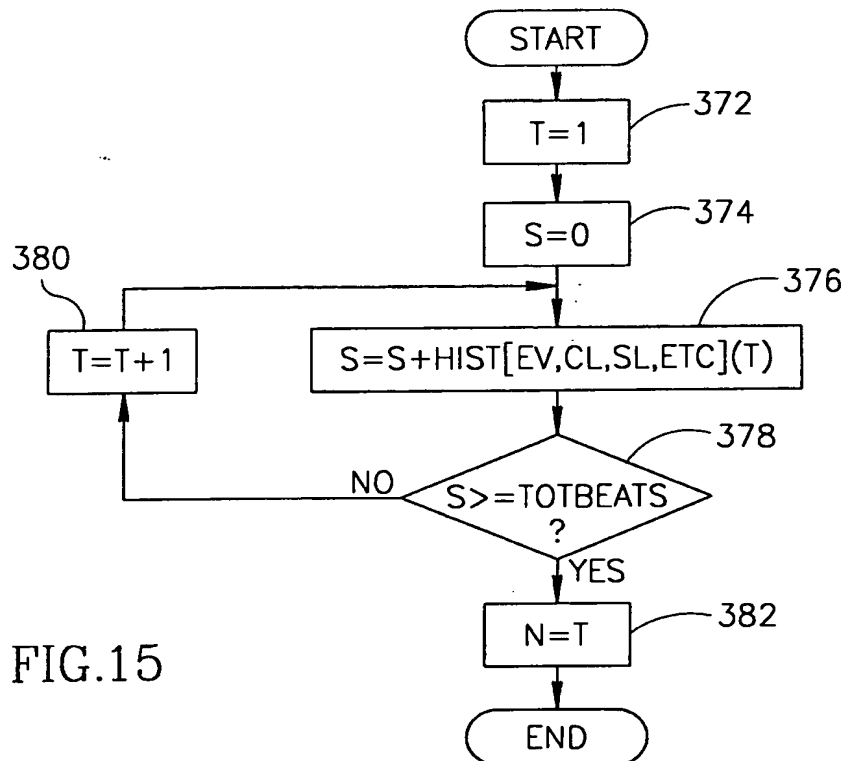 START
372
T=1
374
S=0
380
376
T=T+1
S=S+HIST[EV,CL,SL,ETC](T)
378
NO
S>=TOTBEATS
?
YES
382
N=T
FIG.15
END